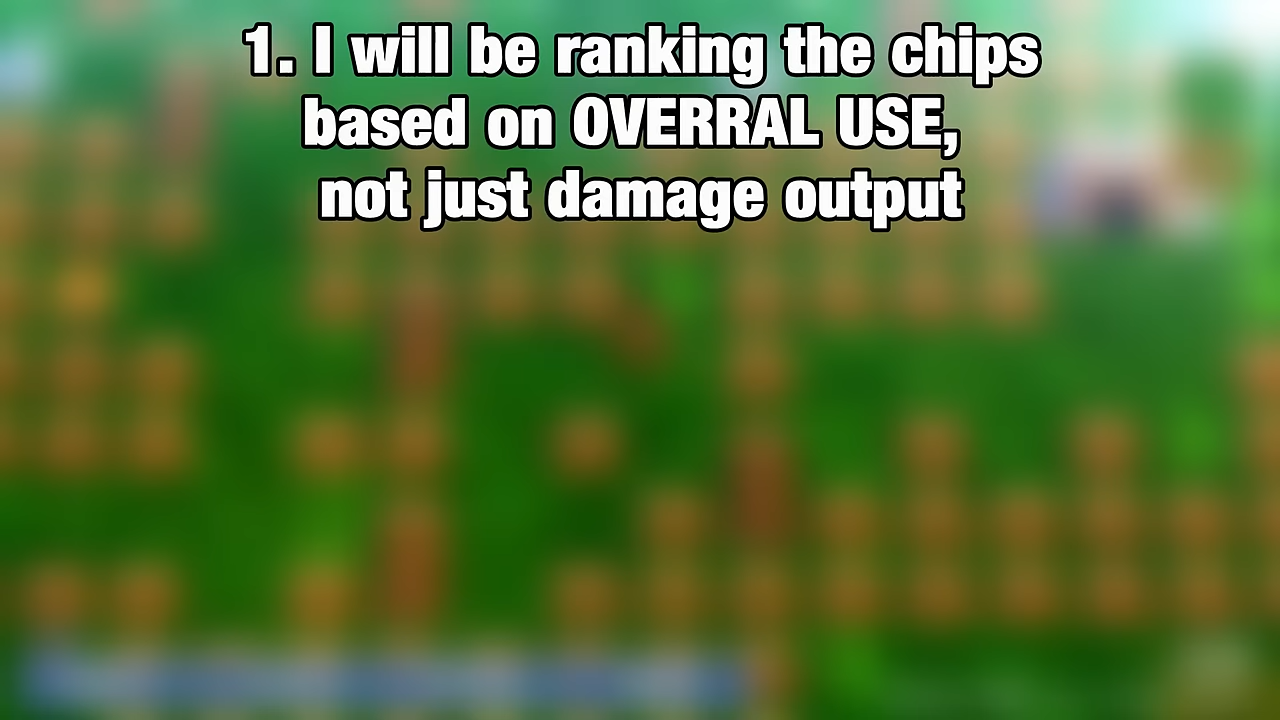 1. I will be ranking the chips
based on OVERRAL USE,
not just damage output